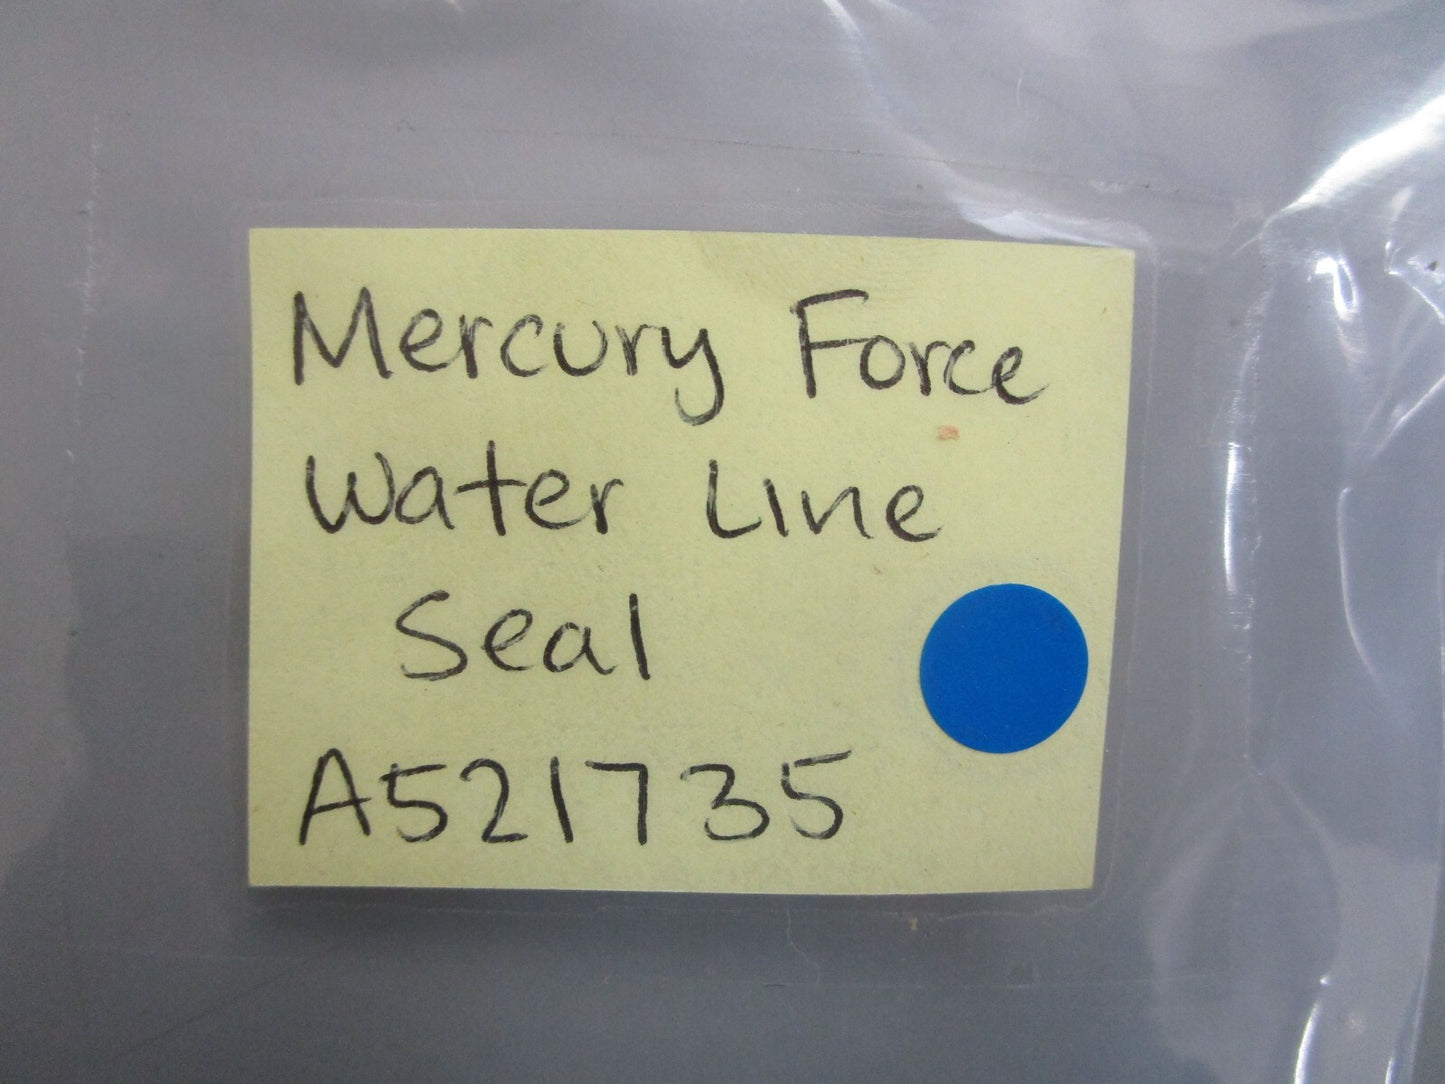 Mercury Force
Water Line
Seal
A521735